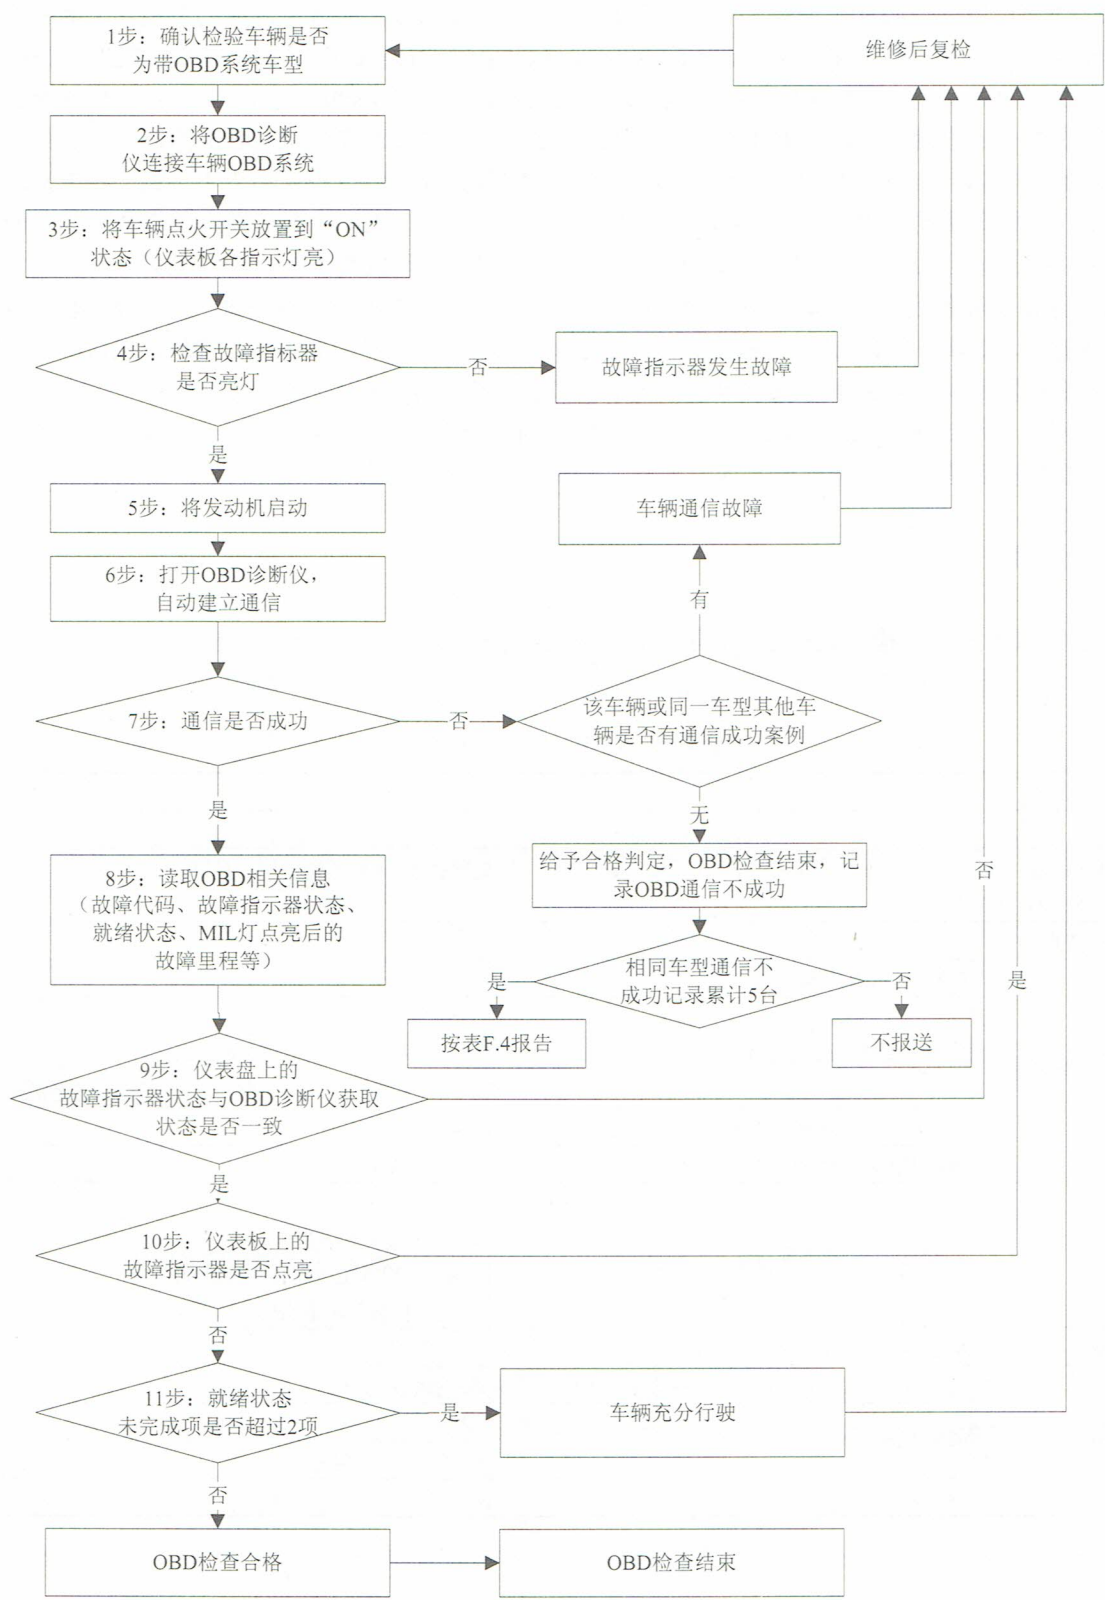 1步：确认检验车辆是否
为带OBD系统车型
维修后复检
2步：将OBD诊断
仪连接车辆OBD系统
3步：将车辆点火开关放置到“ON”
状态（仪表板各指示灯亮）
4步：检查故障指标器
是否亮灯
否
故障指示器发生故障
是
5步：将发动机启动
车辆通信故障
6步：打开OBD诊断仪，
自动建立通信
有
7步：通信是否成功
否
该车辆或同一车型其他车
辆是否有通信成功案例
是
无
8步：读取OBD相关信息
（故障代码、故障指示器状态、
就绪状态、MIL灯点亮后的
故障里程等）
给予合格判定，OBD检查结束，记
录OBD通信不成功
否
相同车型通信不
成功记录累计5台
是
否
是
按表F.4报告
不报送
9步：仪表盘上的
故障指示器状态与OBD诊断仪获取
状态是否一致
是
10步：仪表板上的
故障指示器是否点亮
否
11步：就绪状态
未完成项是否超过2项
是
车辆充分行驶
否
OBD检查合格
OBD检查结束